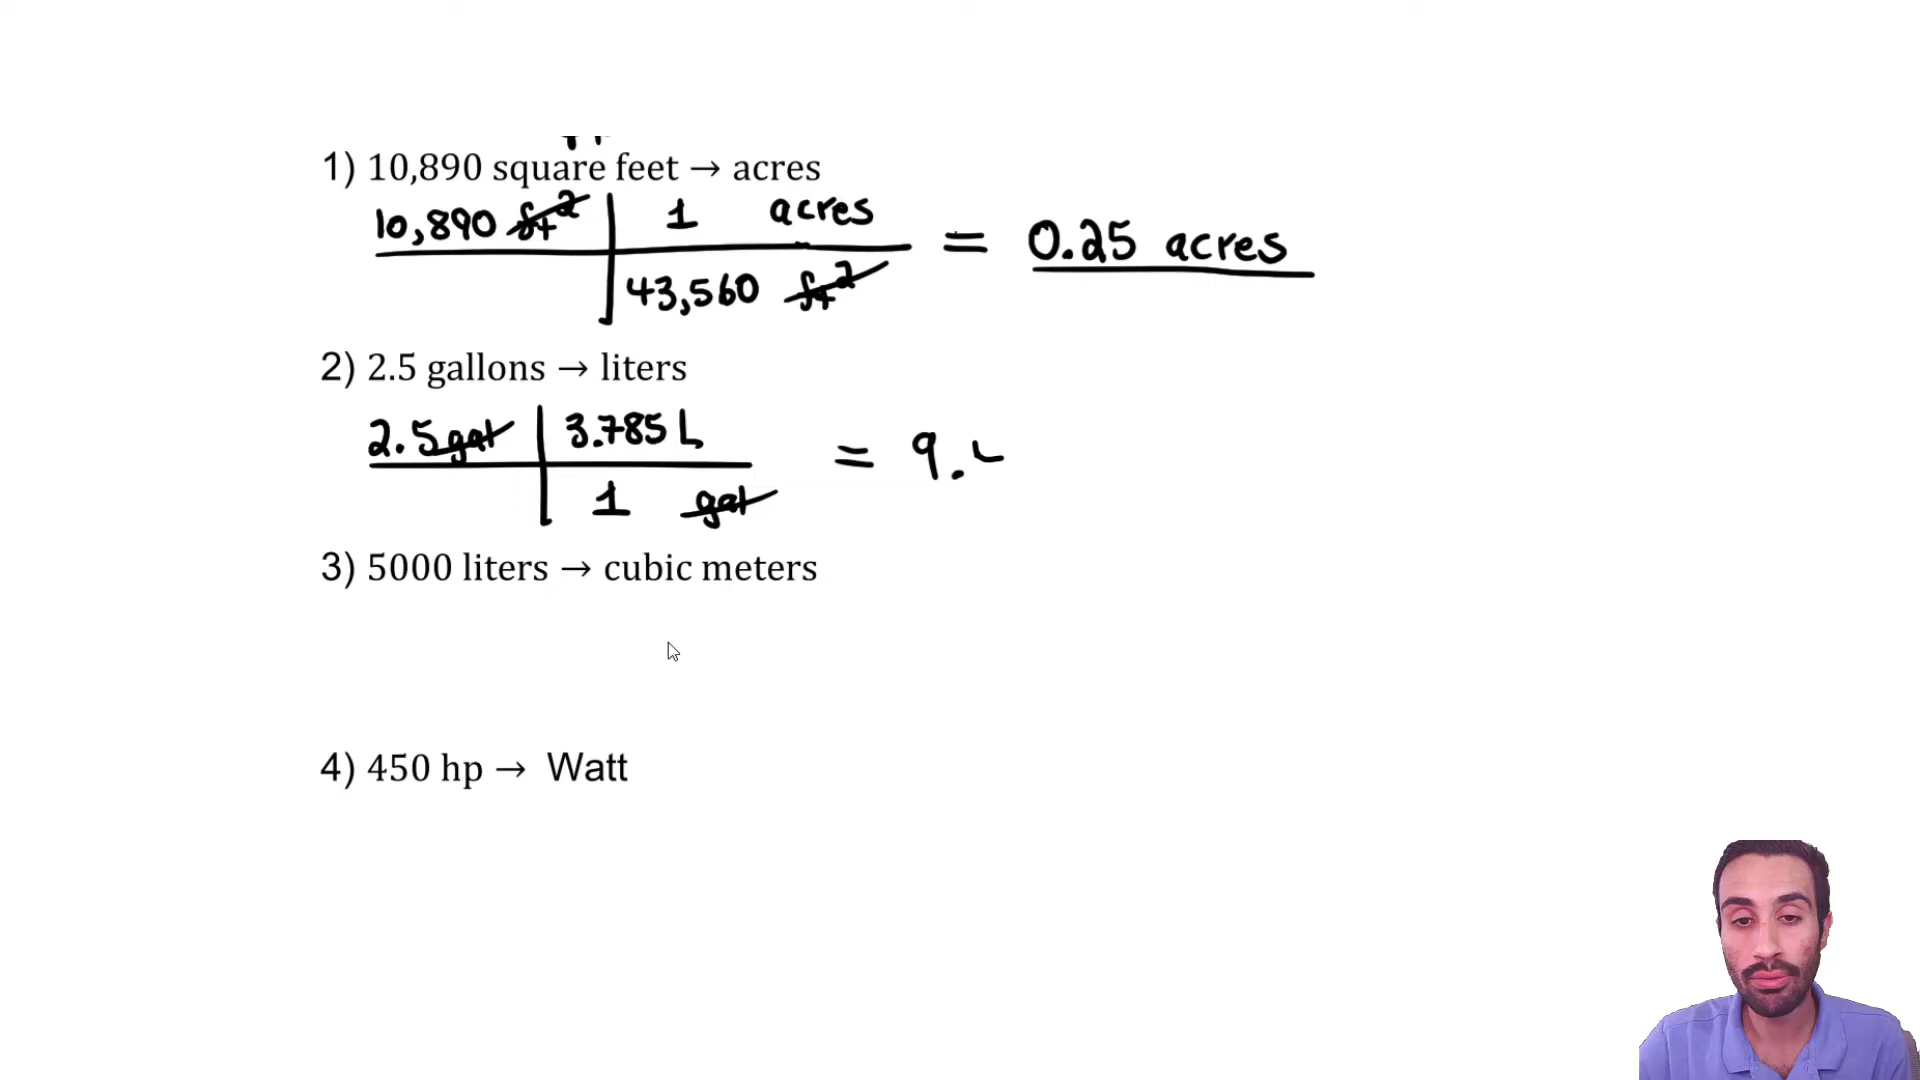 1) 10,890 square feet → acres
10,890 ft² | 1 acres = 0.25 acres
43,560 ft²
2) 2.5 gallons → liters
2.5 gal | 3.785 L = 9.
1 gal
3) 5000 liters → cubic meters
4) 450 hp → Watt